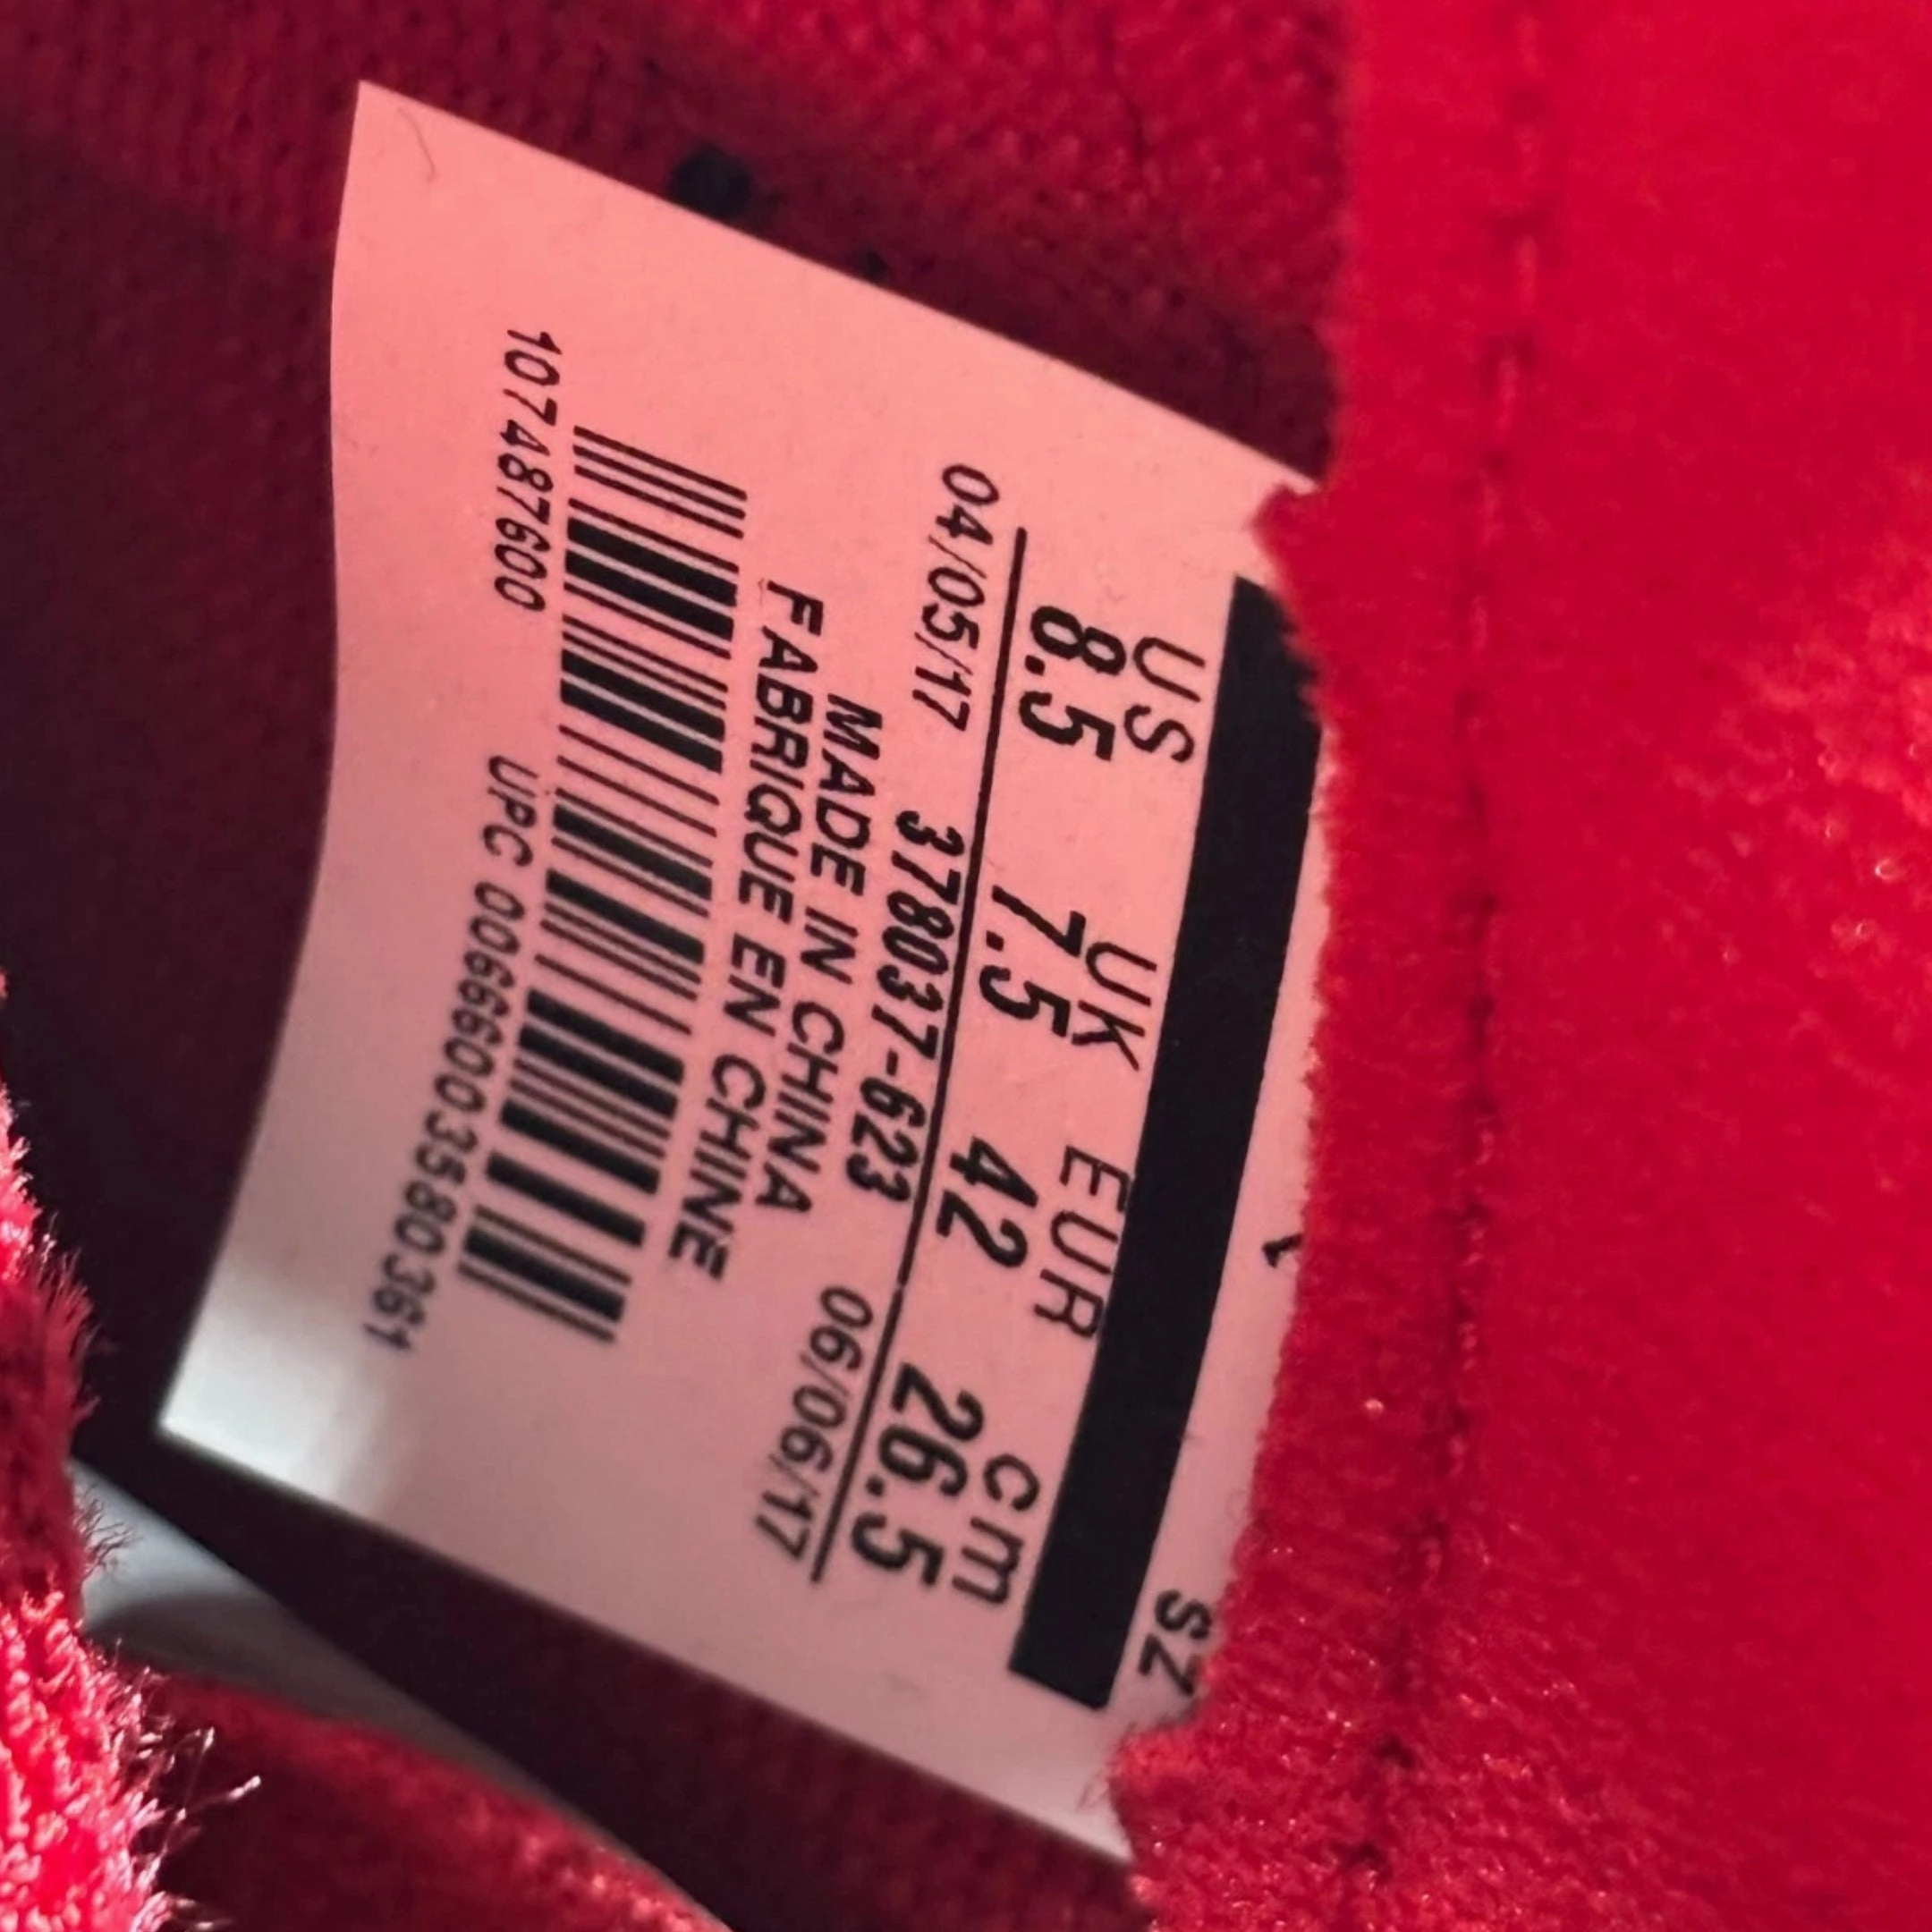 SZ
US UK EUR cm
8.5 7.5 42 26.5
04/05/17 378037-623 06/06/17
MADE IN CHINA
FABRIQUE EN CHINE
107487600 UPC 00666003580361